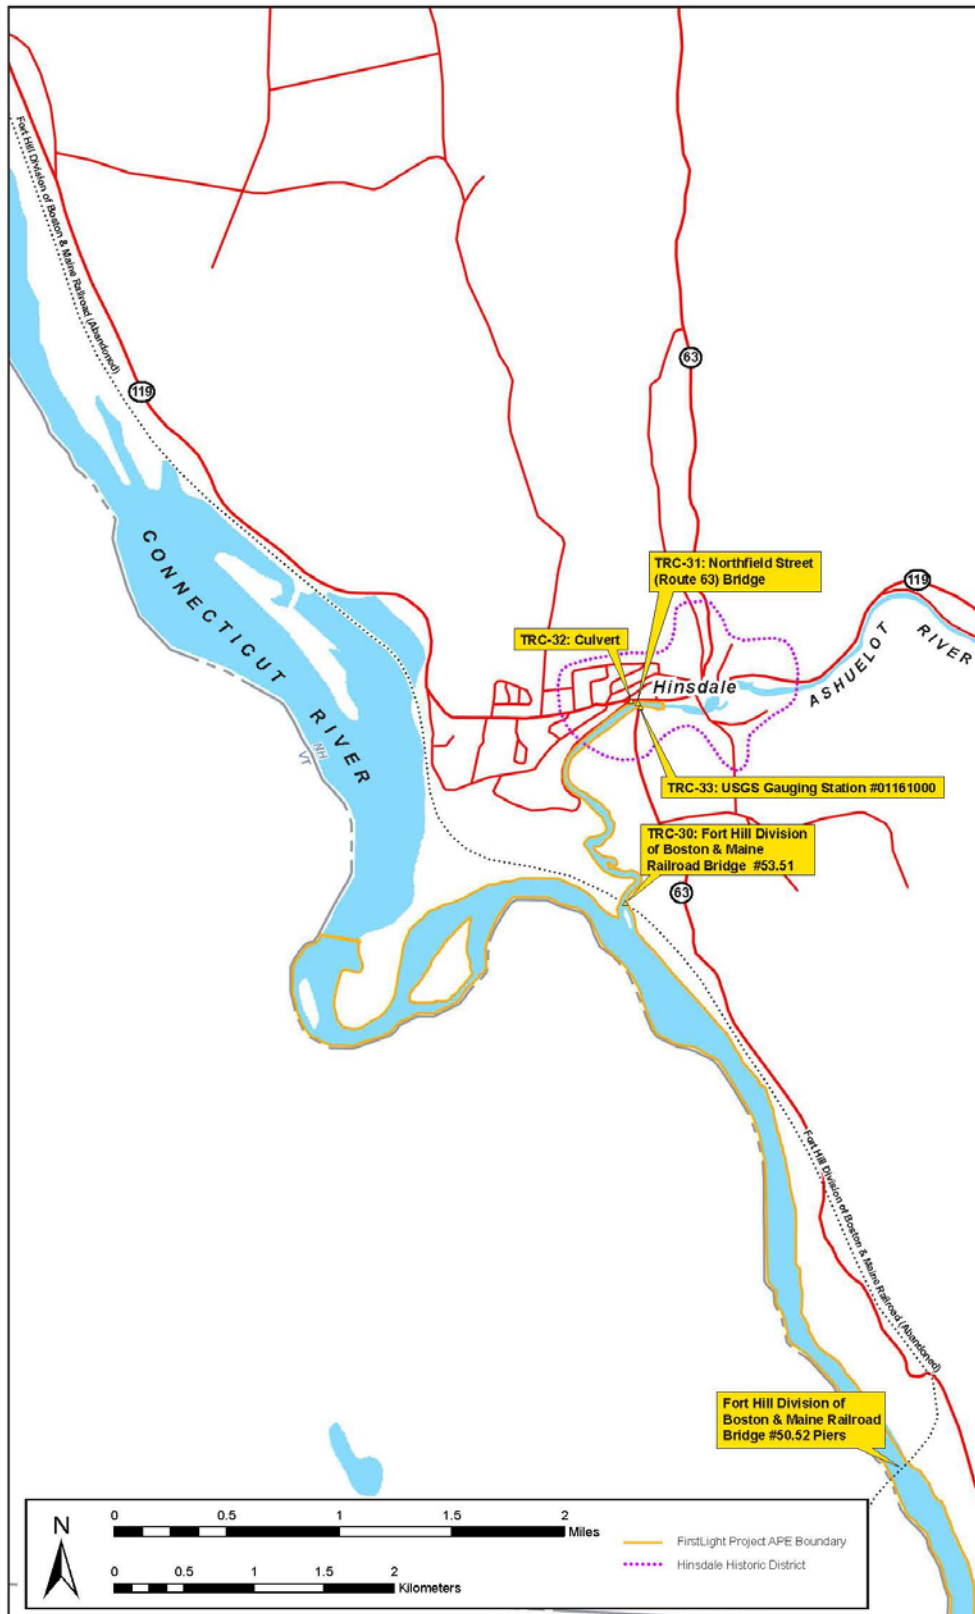 Fort Hill Division of Boston & Maine Railroad (Abandoned)
119
63
CONNECTICUT RIVER
NH
VT
TRC-31: Northfield Street
(Route 63) Bridge
119
TRC-32: Culvert
ASHUELOT RIVER
Hinsdale
TRC-33: USGS Gauging Station #01161000
TRC-30: Fort Hill Division
of Boston & Maine
Railroad Bridge #53.51
63
Fort Hill Division of Boston & Maine Railroad (Abandoned)
Fort Hill Division of
Boston & Maine Railroad
Bridge #50.52 Piers
N
0 0.5 1 1.5 2
Miles
0 0.5 1 1.5 2
Kilometers
FirstLight Project APE Boundary
Hinsdale Historic District